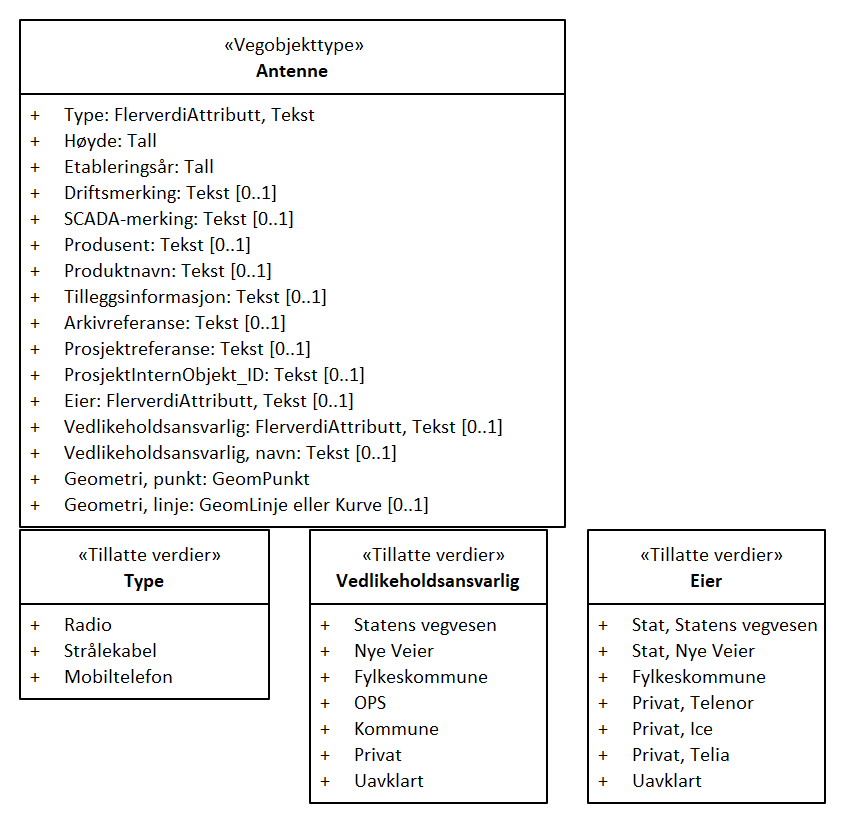 «Vegobjekttype»
Antenne
+ Type: FlerverdiAttributt, Tekst
+ Høyde: Tall
+ Etableringsår: Tall
+ Driftsmerking: Tekst [0..1]
+ SCADA-merking: Tekst [0..1]
+ Produsent: Tekst [0..1]
+ Produktnavn: Tekst [0..1]
+ Tilleggsinformasjon: Tekst [0..1]
+ Arkivreferanse: Tekst [0..1]
+ Prosjektreferanse: Tekst [0..1]
+ ProsjektInternObjekt_ID: Tekst [0..1]
+ Eier: FlerverdiAttributt, Tekst [0..1]
+ Vedlikeholdsansvarlig: FlerverdiAttributt, Tekst [0..1]
+ Vedlikeholdsansvarlig, navn: Tekst [0..1]
+ Geometri, punkt: GeomPunkt
+ Geometri, linje: GeomLinje eller Kurve [0..1]
«Tillatte verdier»
Type
+ Radio
+ Strålekabel
+ Mobiltelefon
«Tillatte verdier»
Vedlikeholdsansvarlig
+ Statens vegvesen
+ Nye Veier
+ Fylkeskommune
+ OPS
+ Kommune
+ Privat
+ Uavklart
«Tillatte verdier»
Eier
+ Stat, Statens vegvesen
+ Stat, Nye Veier
+ Fylkeskommune
+ Privat, Telenor
+ Privat, Ice
+ Privat, Telia
+ Uavklart